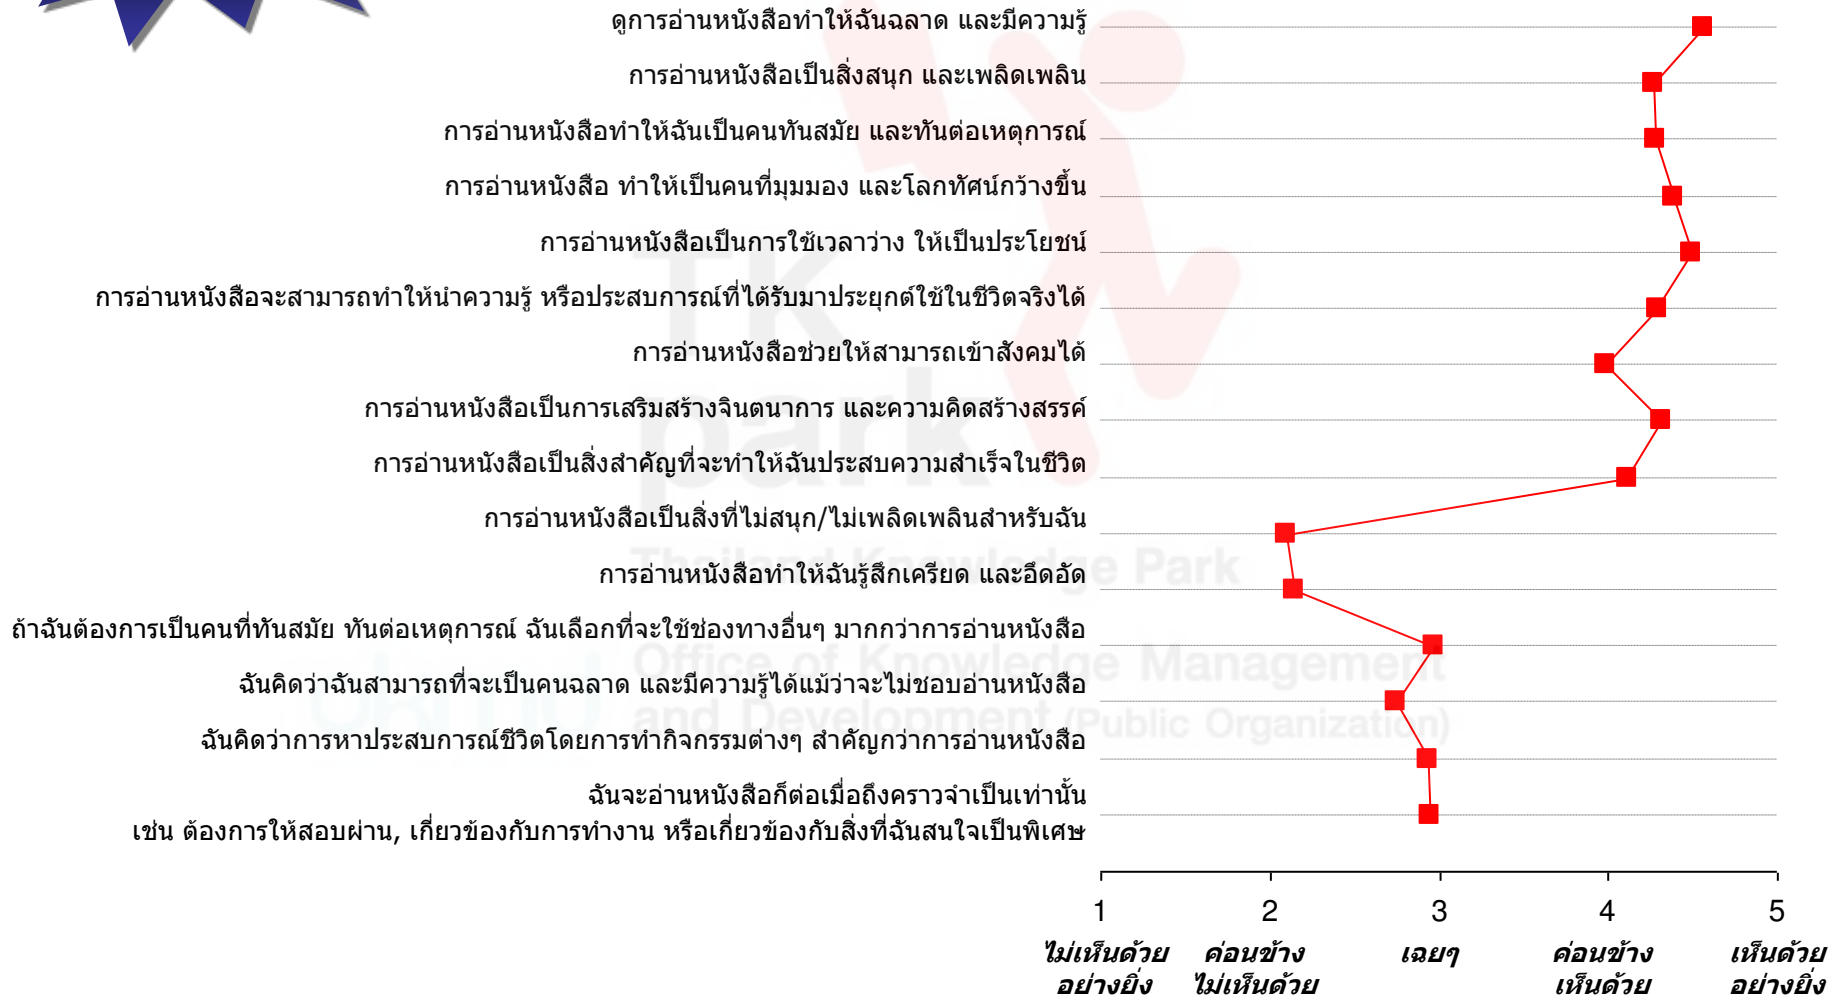 ดูการอ่านหนังสือทำให้ฉันฉลาด และมีความรู้
การอ่านหนังสือเป็นสิ่งสนุก และเพลิดเพลิน
การอ่านหนังสือทำให้ฉันเป็นคนทันสมัย และทันต่อเหตุการณ์
การอ่านหนังสือ ทำให้เป็นคนที่มุมมอง และโลกทัศน์กว้างขึ้น
การอ่านหนังสือเป็นการใช้เวลาว่าง ให้เป็นประโยชน์
การอ่านหนังสือจะสามารถทำให้นำความรู้ หรือประสบการณ์ที่ได้รับมาประยุกต์ใช้ในชีวิตจริงได้
การอ่านหนังสือช่วยให้สามารถเข้าสังคมได้
การอ่านหนังสือเป็นการเสริมสร้างจินตนาการ และความคิดสร้างสรรค์
การอ่านหนังสือเป็นสิ่งสำคัญที่จะทำให้ฉันประสบความสำเร็จในชีวิต
การอ่านหนังสือเป็นสิ่งที่ไม่สนุก/ไม่เพลิดเพลินสำหรับฉัน
การอ่านหนังสือทำให้ฉันรู้สึกเครียด และอึดอัด
ถ้าฉันต้องการเป็นคนที่ทันสมัย ทันต่อเหตุการณ์ ฉันเลือกที่จะใช้ช่องทางอื่นๆ มากกว่าการอ่านหนังสือ
ฉันคิดว่าฉันสามารถที่จะเป็นคนฉลาด และมีความรู้ได้แม้ว่าจะไม่ชอบอ่านหนังสือ
ฉันคิดว่าการหาประสบการณ์ชีวิตโดยการทำกิจกรรมต่างๆ สำคัญกว่าการอ่านหนังสือ
ฉันจะอ่านหนังสือก็ต่อเมื่อถึงคราวจำเป็นเท่านั้น
เช่น ต้องการให้สอบผ่าน, เกี่ยวข้องกับการทำงาน หรือเกี่ยวข้องกับสิ่งที่ฉันสนใจเป็นพิเศษ
1 2 3 4 5
ไม่เห็นด้วย ค่อนข้าง เฉยๆ ค่อนข้าง เห็นด้วย
อย่างยิ่ง ไม่เห็นด้วย เห็นด้วย อย่างยิ่ง
TK
park
Thailand Knowledge Park
Office of Knowledge Management
and Development (Public Organization)